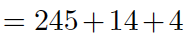 = 245 + 14 + 4